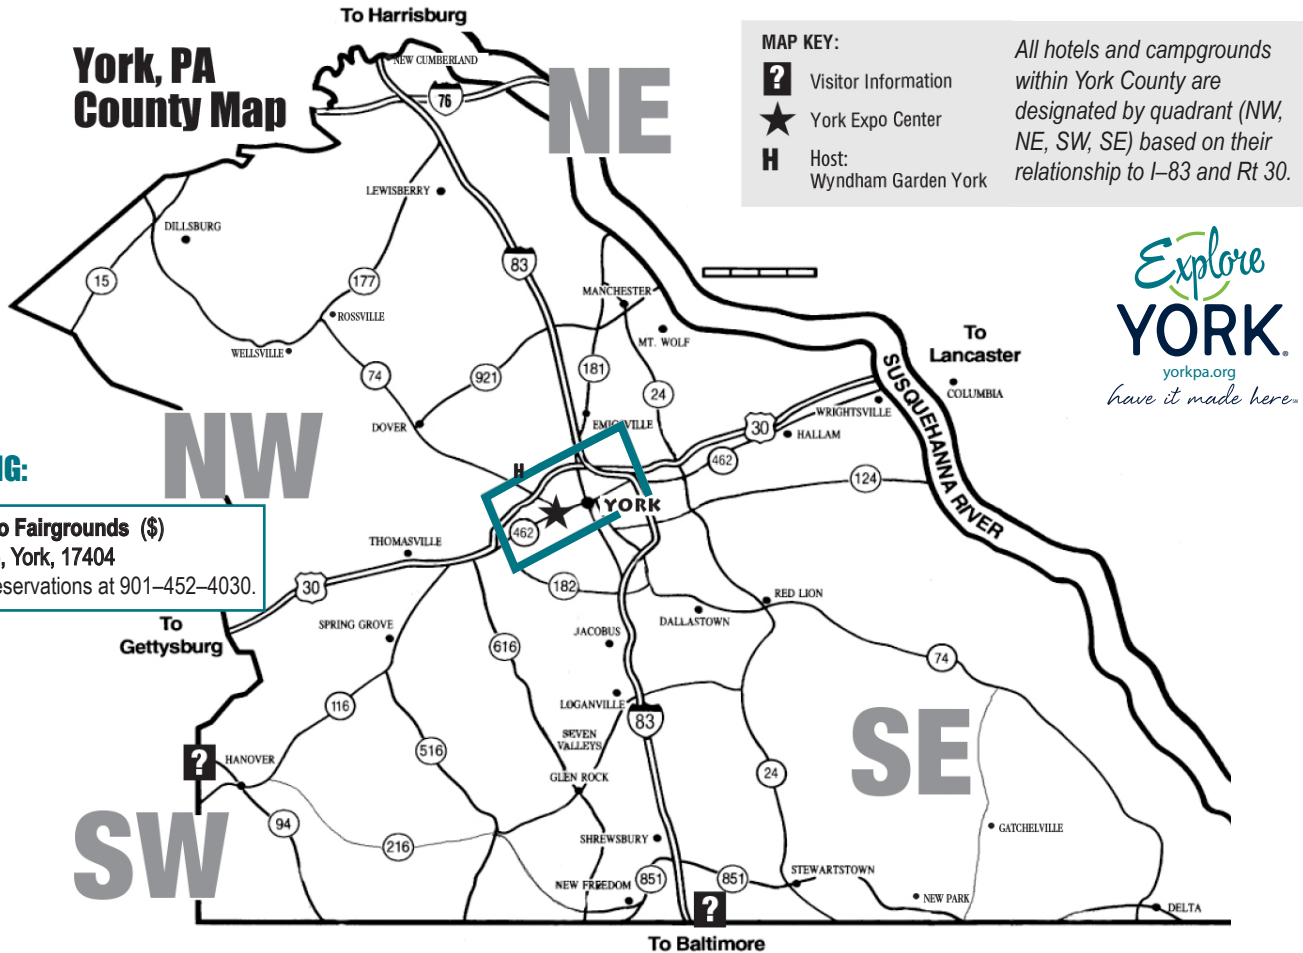 To Harrisburg
York, PA
County Map
NEW CUMBERLAND
76
NE
MAP KEY:
? Visitor Information
York Expo Center
H Host:
Wyndham Garden York
All hotels and campgrounds
within York County are
designated by quadrant (NW,
NE, SW, SE) based on their
relationship to I–83 and Rt 30.
LEWISBERRY
DILLSBURG
15
177
83
Explore
YORK
yorkpa.org
have it made here
MANCHESTER
ROSSVILLE
MT. WOLF
WELLSVILLE
To
Lancaster
SUSQUEHANNA RIVER
COLUMBIA
74
921
181
24
WRIGHTSVILLE
DOVER
30
HALLAM
NW
462
H
124
G:
YORK
462
o Fairgrounds ($)
, York, 17404
eservations at 901–452–4030.
THOMASVILLE
30
182
RED LION
DALLASTOWN
To
Gettysburg
SPRING GROVE
JACOBUS
616
74
LOGANVILLE
116
83
SE
SEVEN
VALLEYS
516
?
HANOVER
GLEN ROCK
24
SW
94
216
SHREWSBURY
GATCHELVILLE
NEW FREEDOM
851
851
STEWARTSTOWN
NEW PARK
?
DELTA
To Baltimore